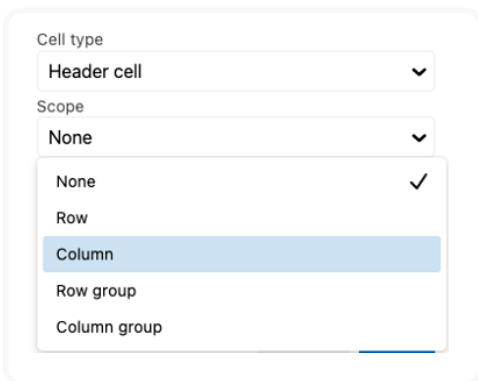 Cell type
Header cell
Scope
None
None
Row
Column
Row group
Column group